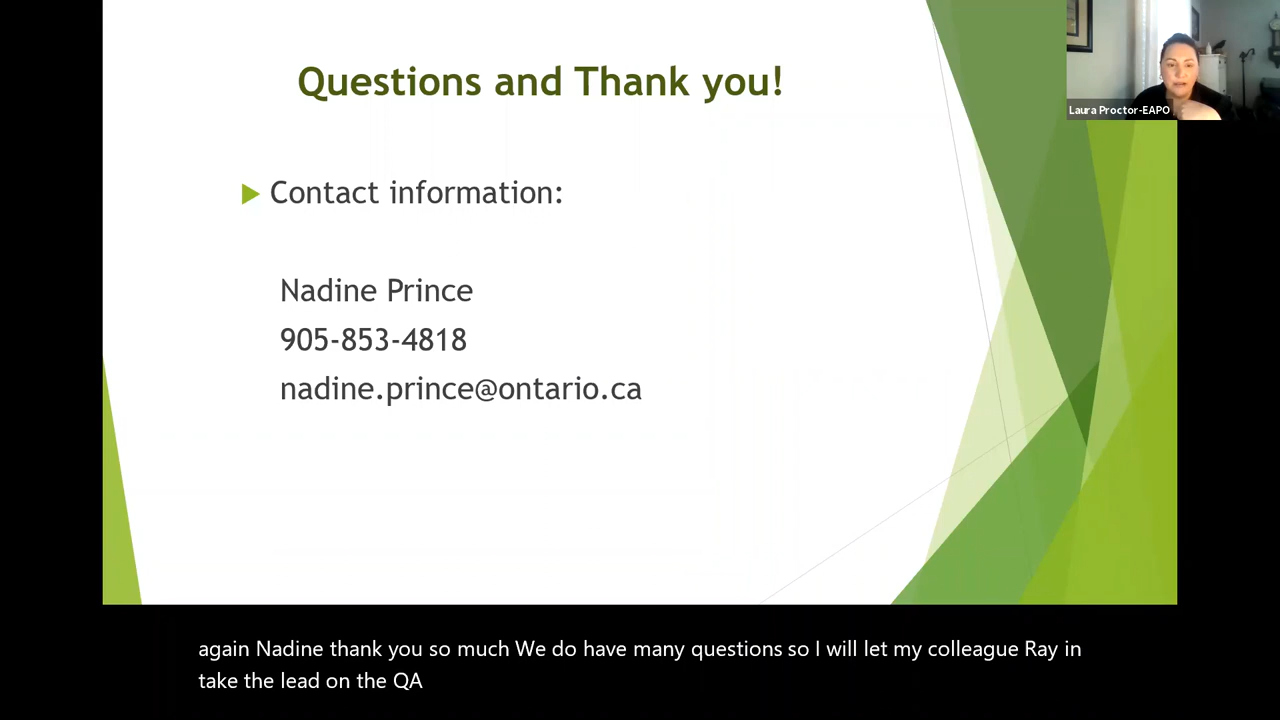 Questions and Thank you!
Laura Proctor-EAPO
Contact information:
Nadine Prince
905-853-4818
nadine.prince@ontario.ca
again Nadine thank you so much We do have many questions so I will let my colleague Ray in
take the lead on the QA